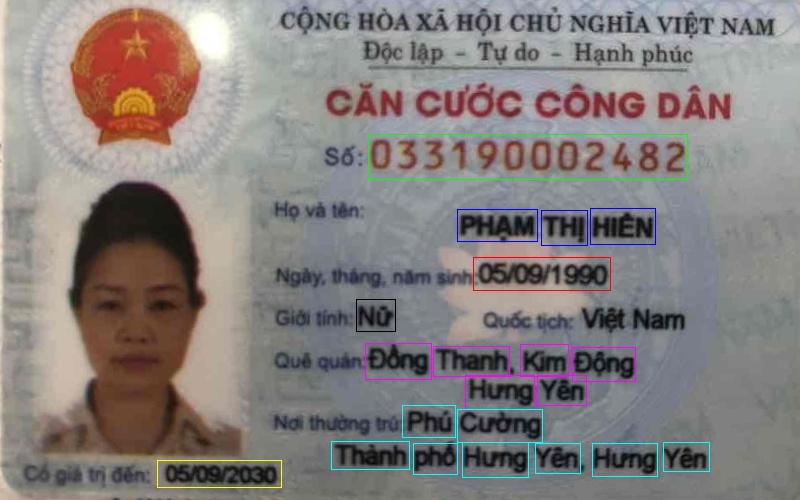 CỘNG HÒA XÃ HỘI CHỦ NGHĨA VIỆT NAM
Độc lập - Tự do - Hạnh phúc
CĂN CƯỚC CÔNG DÂN
Số: 033190002482
Họ và tên:
PHẠM THỊ HIÊN
Ngày, tháng, năm sinh: 05/09/1990
Giới tính: Nữ Quốc tịch: Việt Nam
Quê quán: Đồng Thanh, Kim Động
Hưng Yên
Nơi thường trú: Phú Cường
Thành phố Hưng Yên, Hưng Yên
Có giá trị đến: 05/09/2030